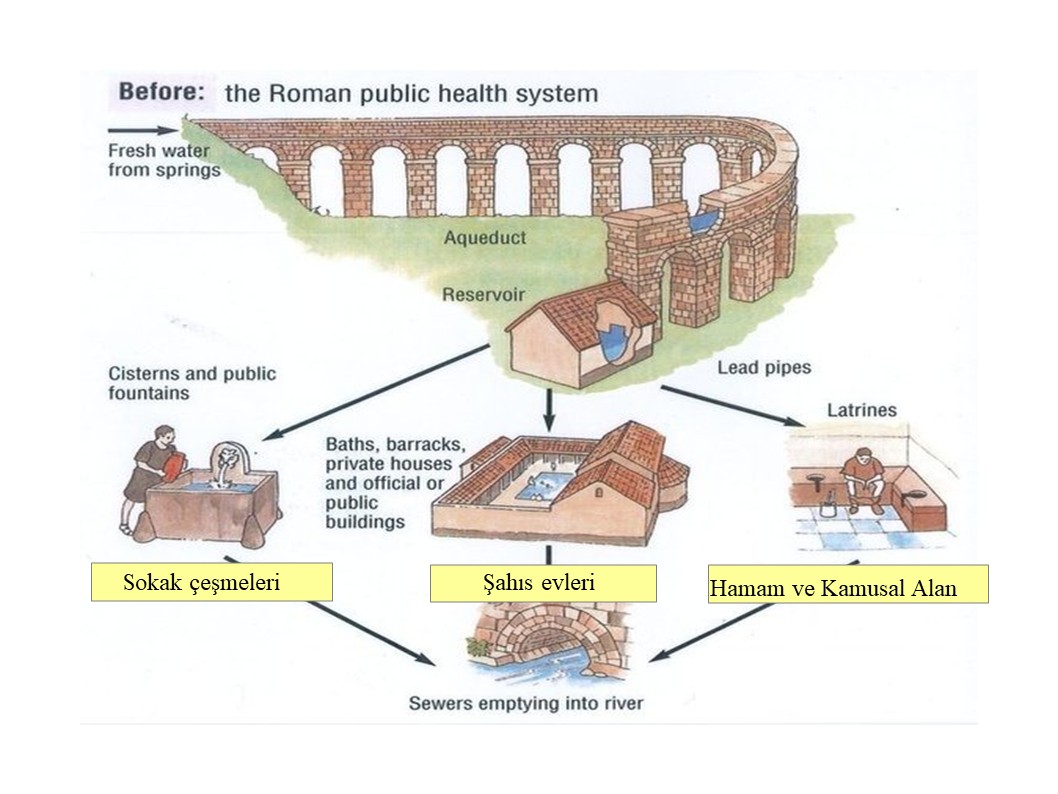 Before: the Roman public health system
Fresh water
from springs
Aqueduct
Reservoir
Lead pipes
Cisterns and public
fountains
Latrines
Baths, barracks,
private houses
and official or
public
buildings
Sokak çeşmeleri
Şahıs evleri
Hamam ve Kamusal Alan
Sewers emptying into river